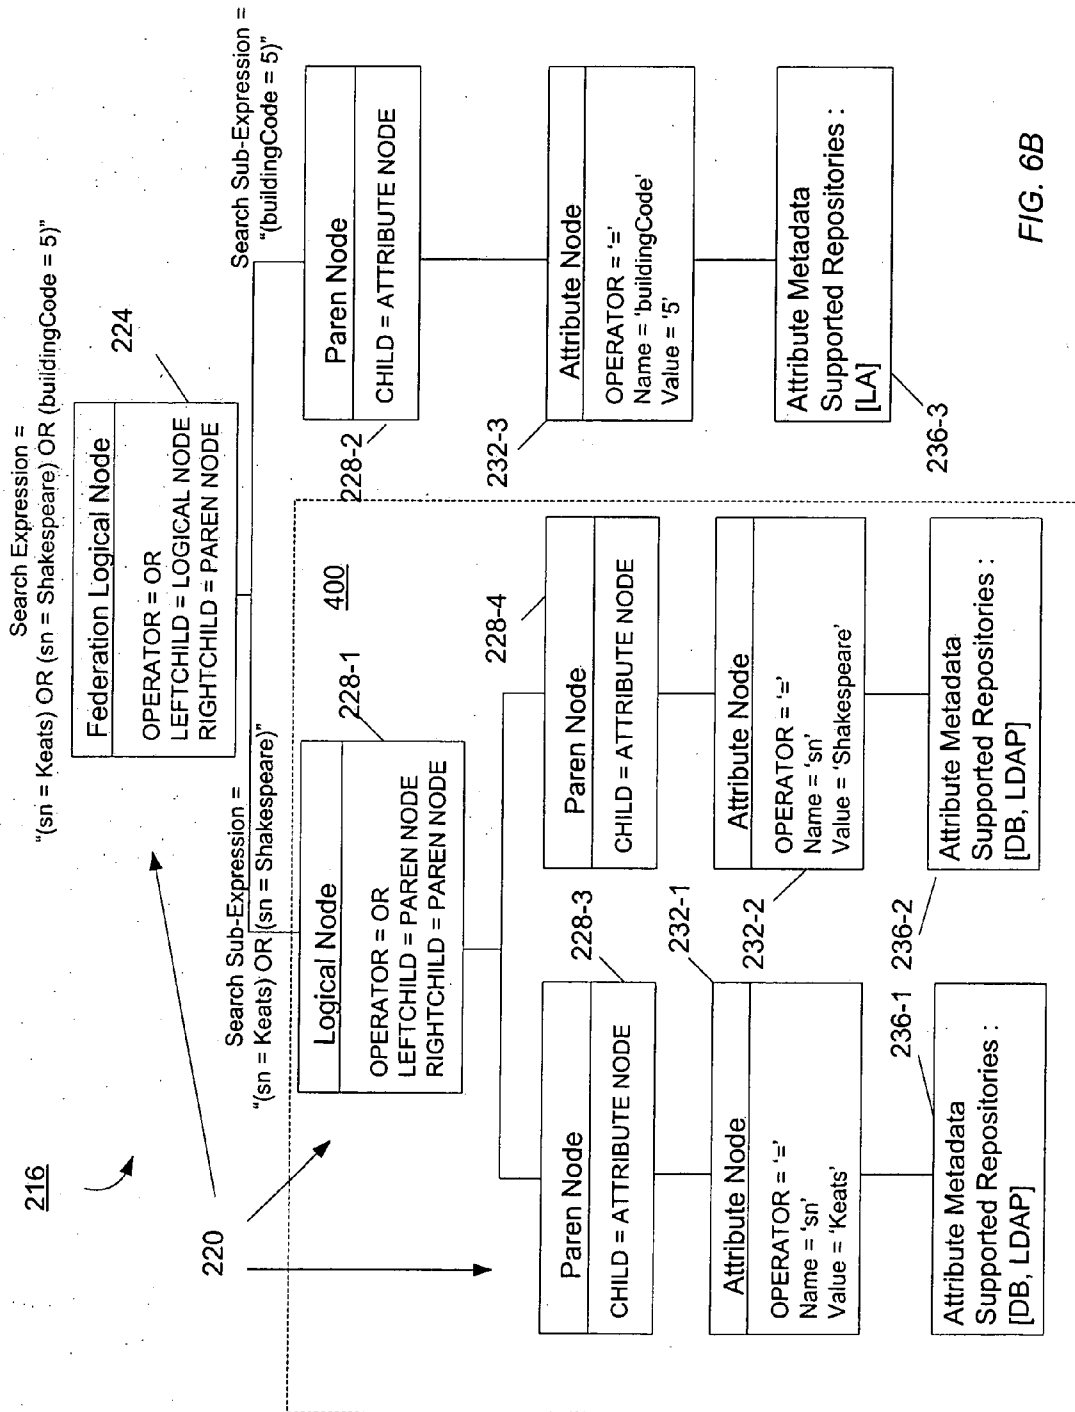 Search Expression =
“(sn = Keats) OR (sn = Shakespeare) OR (buildingCode = 5)”
216
220
224
Federation Logical Node
OPERATOR = OR
LEFTCHILD = LOGICAL NODE
RIGHTCHILD = PAREN NODE
Search Sub-Expression =
“(sn = Keats) OR (sn = Shakespeare)”
Search Sub-Expression =
“(buildingCode = 5)”
Logical Node
OPERATOR = OR
LEFTCHILD = PAREN NODE
RIGHTCHILD = PAREN NODE
228-1
400
Paren Node
CHILD = ATTRIBUTE NODE
228-2
Paren Node
CHILD = ATTRIBUTE NODE
228-3
Paren Node
CHILD = ATTRIBUTE NODE
228-4
232-3
Attribute Node
OPERATOR = ‘=’
Name = ‘buildingCode’
Value = ‘5’
Attribute Node
OPERATOR = ‘=’
Name = ‘sn’
Value = ‘Keats’
232-1
Attribute Node
OPERATOR = ‘=’
Name = ‘sn’
Value = ‘Shakespeare’
232-2
Attribute Metadata
Supported Repositories :
[LA]
236-3
236-1
Attribute Metadata
Supported Repositories :
[DB, LDAP]
236-2
Attribute Metadata
Supported Repositories :
[DB, LDAP]
FIG. 6B